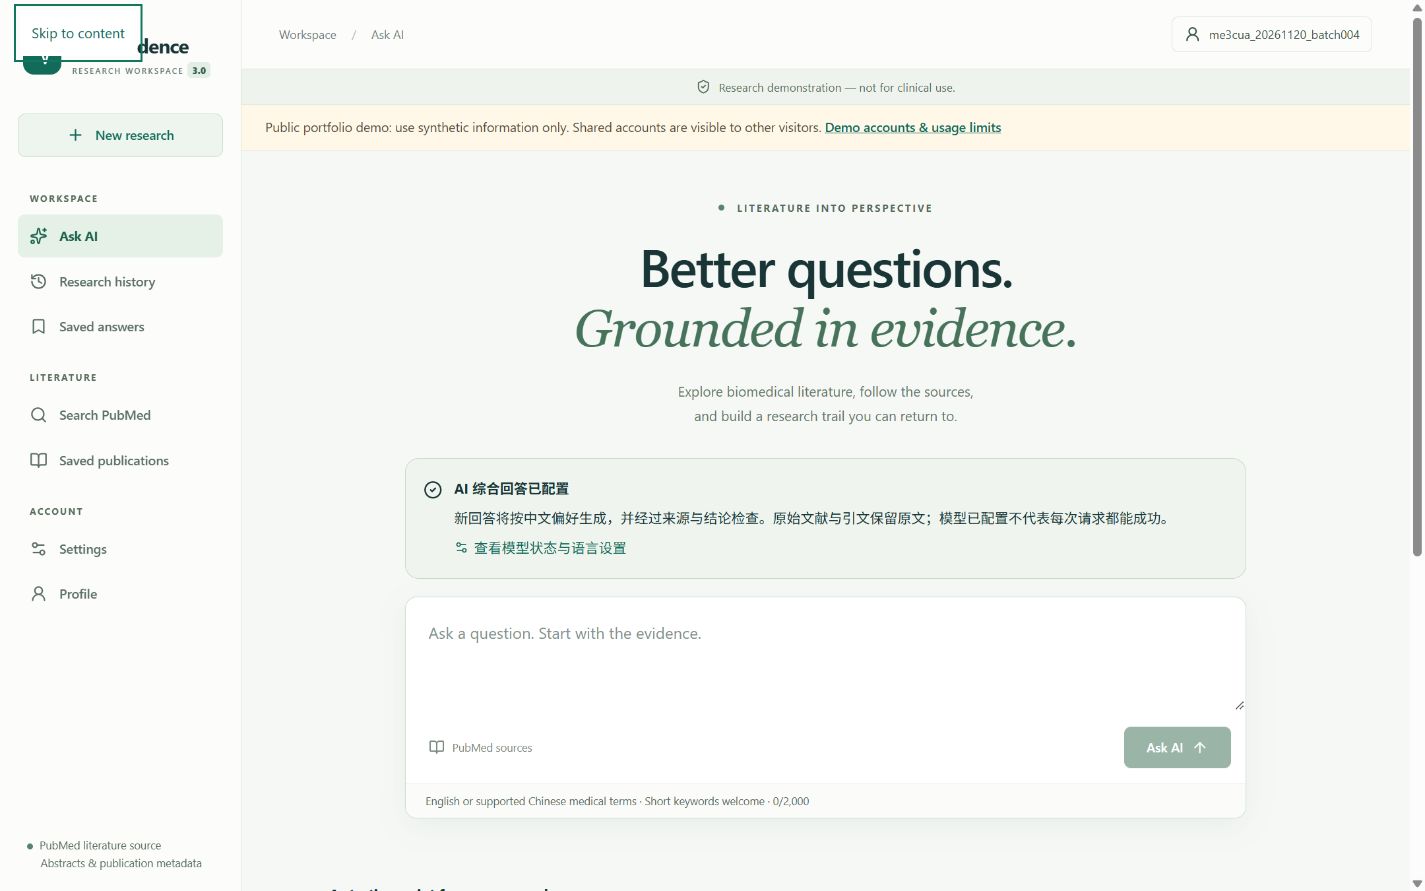 Skip to content
dence
RESEARCH WORKSPACE 3.0
New research
WORKSPACE
Ask AI
Research history
Saved answers
LITERATURE
Search PubMed
Saved publications
ACCOUNT
Settings
Profile
PubMed literature source
Abstracts & publication metadata
Workspace / Ask AI
me3cua_20261120_batch004
Research demonstration — not for clinical use.
Public portfolio demo: use synthetic information only. Shared accounts are visible to other visitors. Demo accounts & usage limits
LITERATURE INTO PERSPECTIVE
Better questions.
Grounded in evidence.
Explore biomedical literature, follow the sources,
and build a research trail you can return to.
AI 综合回答已配置
新回答将按中文偏好生成，并经过来源与结论检查。原始文献与引文保留原文；模型已配置不代表每次请求都能成功。
查看模型状态与语言设置
Ask a question. Start with the evidence.
PubMed sources
Ask AI
English or supported Chinese medical terms · Short keywords welcome · 0/2,000